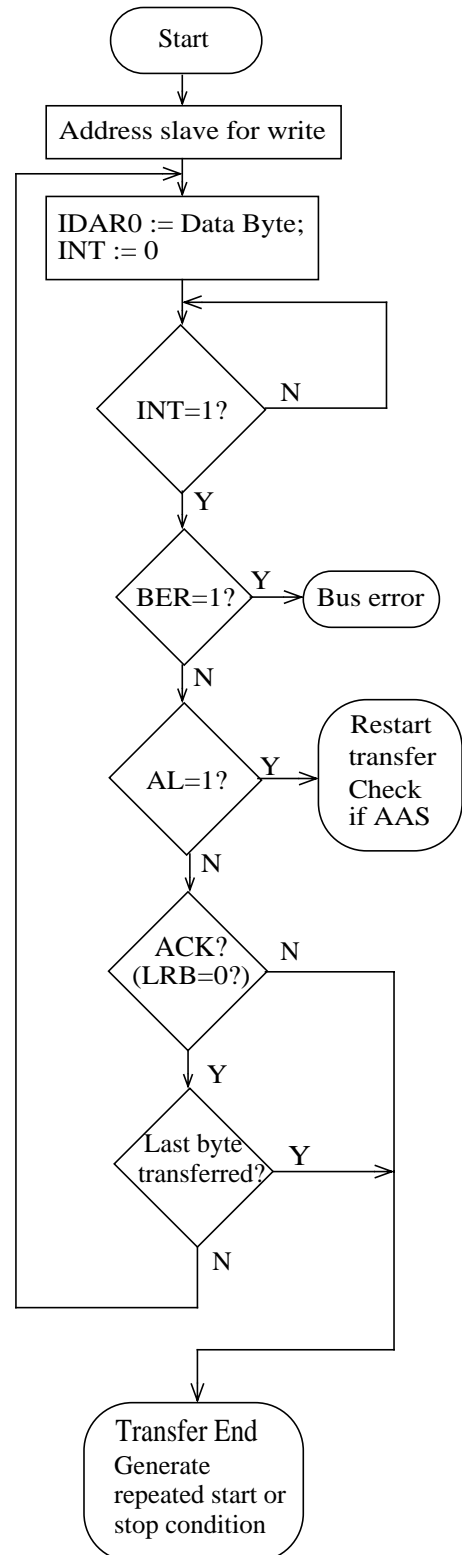 Start
Address slave for write
IDAR0 := Data Byte;
INT := 0
INT=1?
N
Y
BER=1?
Y
Bus error
N
AL=1?
Y
Restart
transfer
Check
if AAS
N
ACK?
(LRB=0?)
N
Y
Last byte
transferred?
Y
N
Transfer End
Generate
repeated start or
stop condition